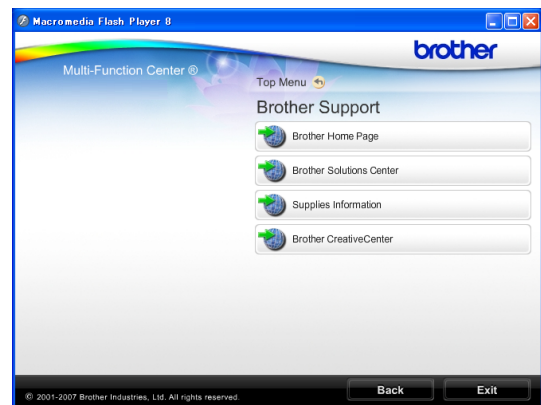 Macromedia Flash Player 8
brother
Multi-Function Center ®
Top Menu
Brother Support
Brother Home Page
Brother Solutions Center
Supplies Information
Brother CreativeCenter
© 2001-2007 Brother Industries, Ltd. All rights reserved.
Back
Exit